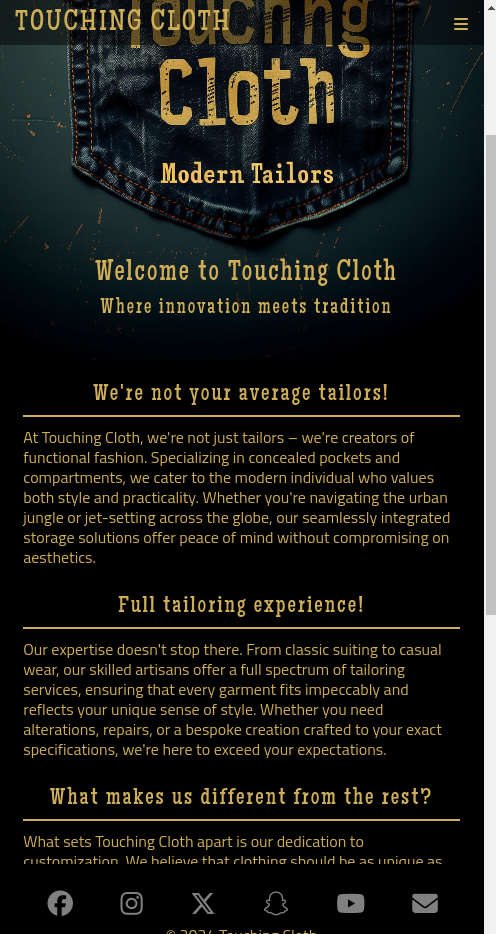 TOUCHING CLOTH
Touching
Cloth
Modern Tailors
Welcome to Touching Cloth
Where innovation meets tradition
We're not your average tailors!
At Touching Cloth, we're not just tailors – we're creators of
functional fashion. Specializing in concealed pockets and
compartments, we cater to the modern individual who values
both style and practicality. Whether you're navigating the urban
jungle or jet-setting across the globe, our seamlessly integrated
storage solutions offer peace of mind without compromising on
aesthetics.
Full tailoring experience!
Our expertise doesn't stop there. From classic suiting to casual
wear, our skilled artisans offer a full spectrum of tailoring
services, ensuring that every garment fits impeccably and
reflects your unique sense of style. Whether you need
alterations, repairs, or a bespoke creation crafted to your exact
specifications, we're here to exceed your expectations.
What makes us different from the rest?
What sets Touching Cloth apart is our dedication to
customization. We believe that clothing should be as unique as
© 2024 Touching Cloth